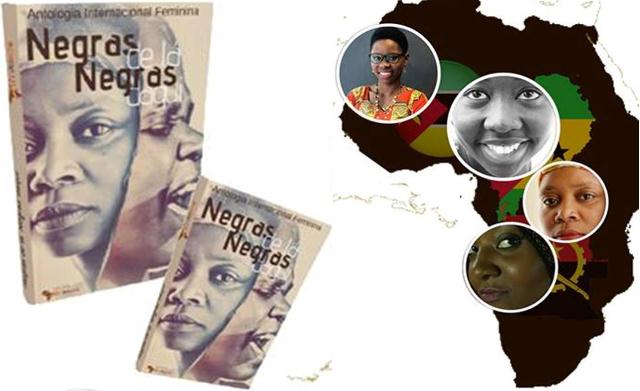 Antologia Internacional Feminina
Negras
de lá
Negras
daqui
Antologia Internacional Feminina
Negras
de lá
Negras
daqui